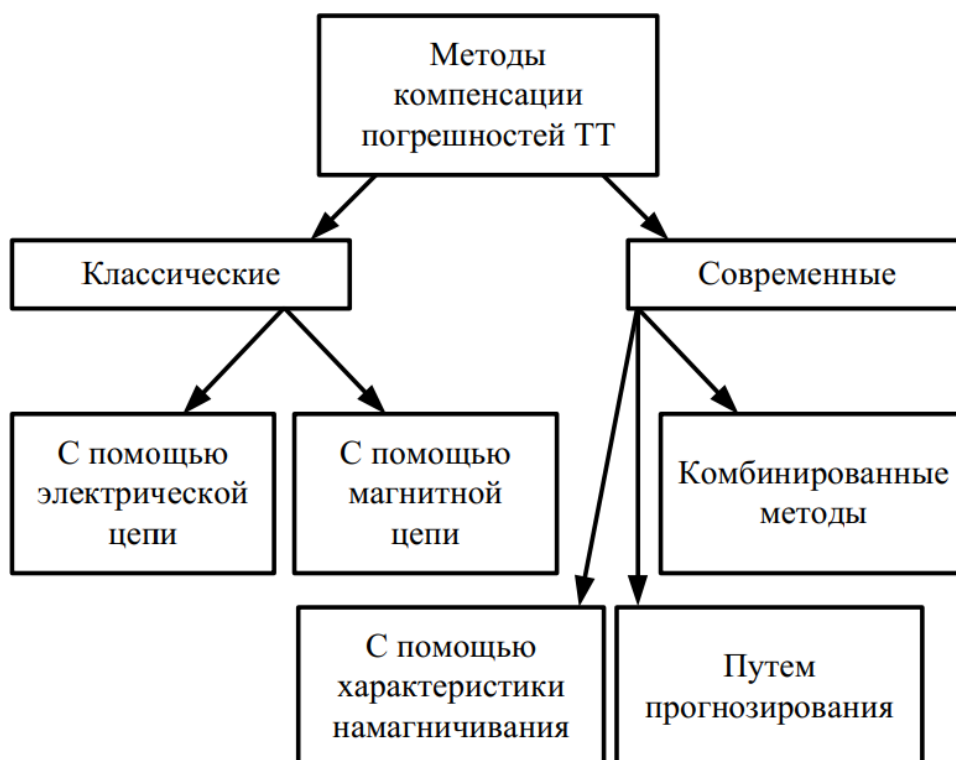 Методы
компенсации
погрешностей ТТ
Классические
Современные
С помощью
электрической
цепи
С помощью
магнитной
цепи
Комбинированные
методы
С помощью
характеристики
намагничивания
Путем
прогнозирования